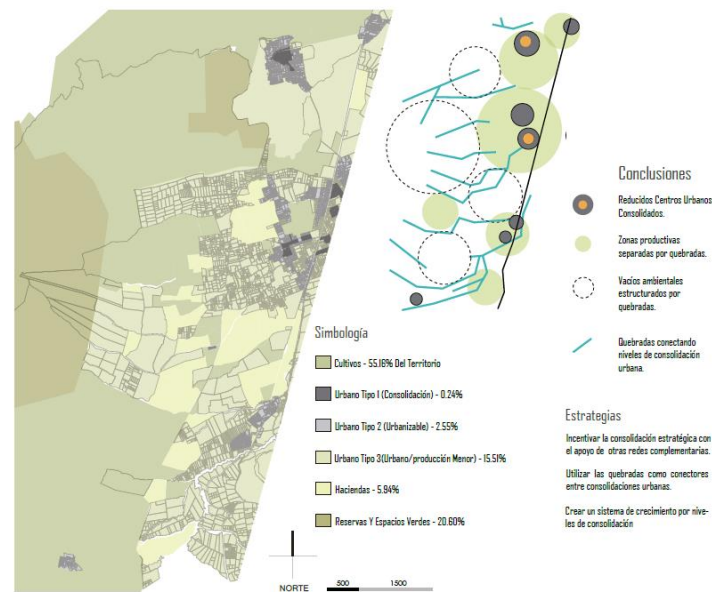 Conclusiones
Reducidos Centros Urbanos
Consolidados.
Zonas productivas
separadas por quebradas.
Vacios ambientales
estructurados por
quebradas.
Quebradas conectando
niveles de consolidación
urbana.
Simbología
Cultivos - 55.16% Del Territorio
Urbano Tipo 1 (Consolidación) - 0.24%
Urbano Tipo 2 (Urbanizable) - 2.55%
Urbano Tipo 3(Urbano/producción Menor) - 15.51%
Haciendas - 5.94%
Reservas Y Espacios Verdes - 20.60%
Estrategias
Incentivar la consolidación estratégica con
el apoyo de otras redes complementarias.
Utilizar las quebradas como conectores
entre consolidaciones urbanas.
Crear un sistema de crecimiento por nive-
les de consolidación
NORTE
500 1500